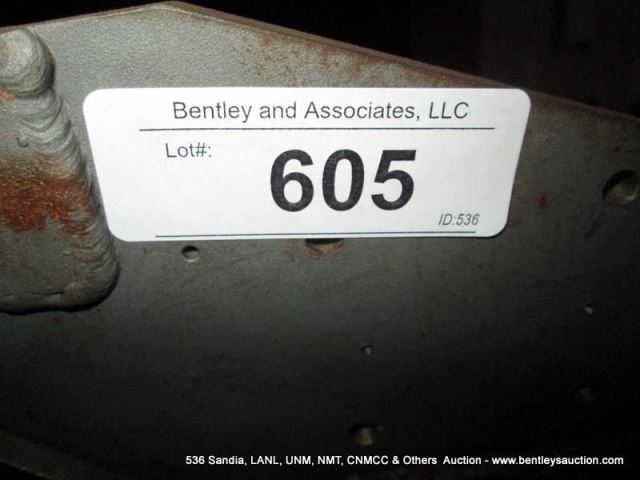 Bentley and Associates, LLC
Lot#:
605
ID:536
536 Sandia, LANL, UNM, NMT, CNMCC & Others Auction - www.bentleysauction.com